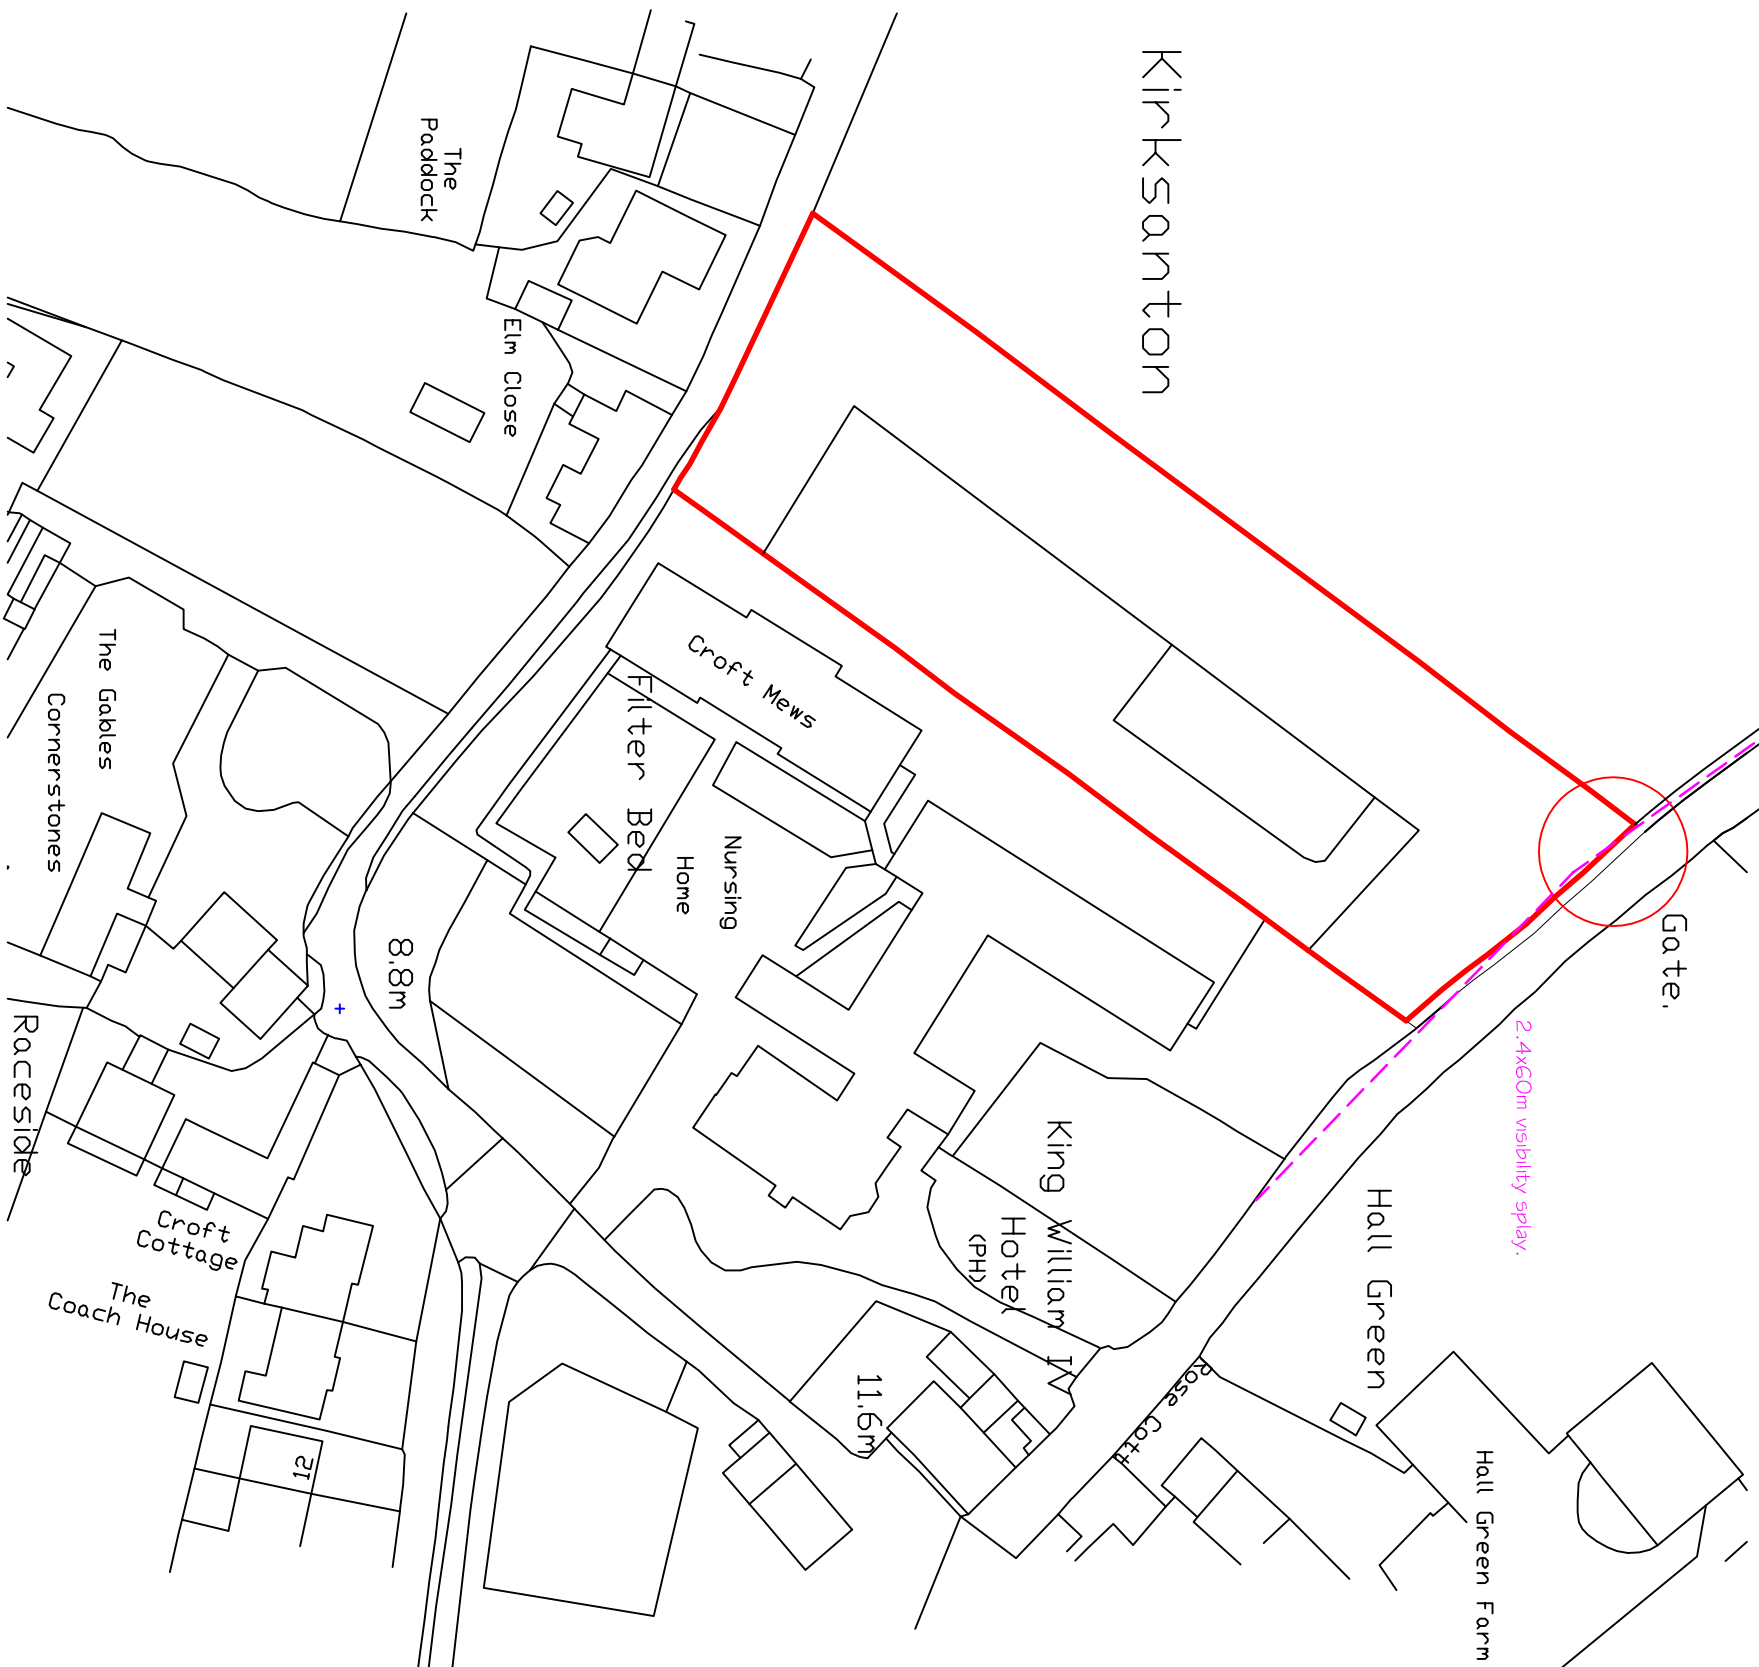 Kirksanton
The
Paddock
Elm Close
The Gables
Cornerstones
Croft Mews
Filter Bed
Nursing
Home
8.8m
Raceside
Croft
Cottage
The
Coach House
12
King William IV
Hotel
(PH)
11.6m
Rose Cott
Hall Green
Hall Green Farm
Gate.
2.4x60m visibility splay.